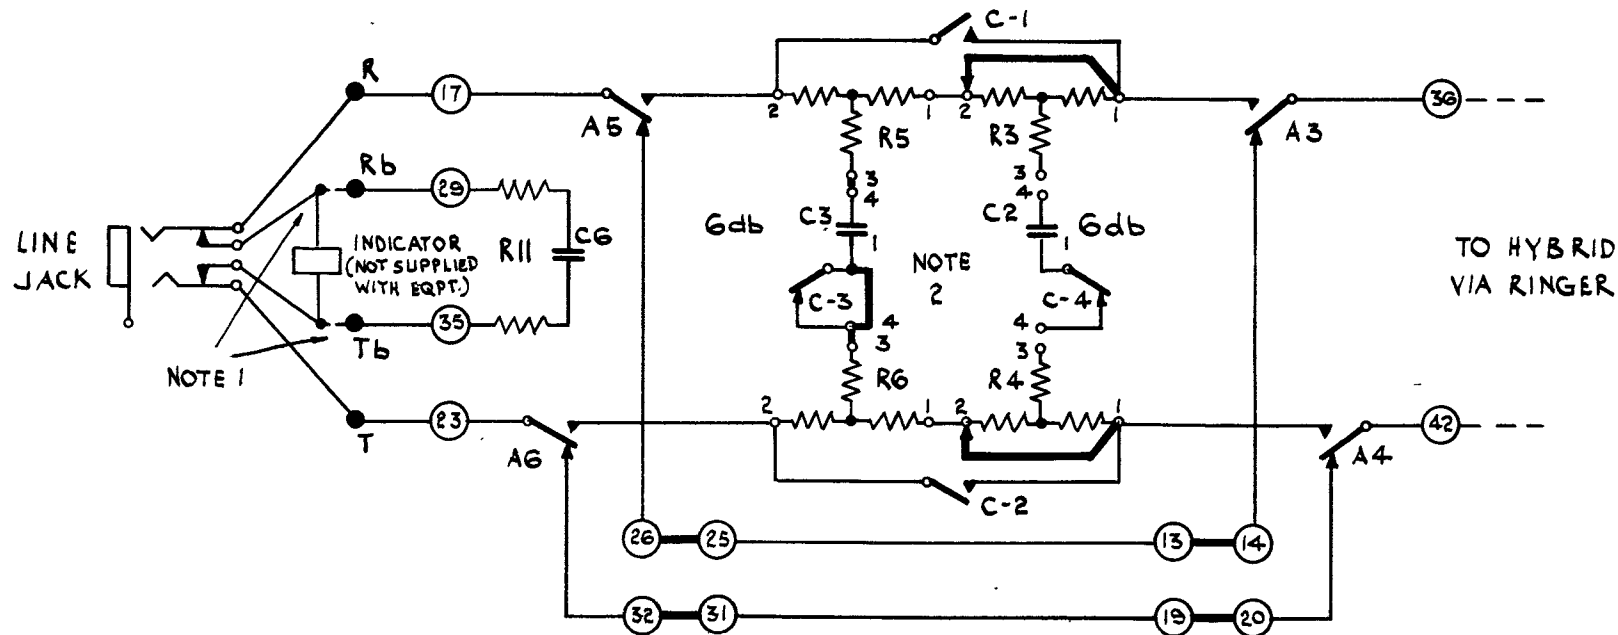 C-1
R
17
A5
2
1
2
1
R5
R3
A3
36
3
4
3
4
Rb
29
LINE
JACK
INDICATOR
(NOT SUPPLIED
WITH EQPT.)
R11
C6
6db
C3
1
C2
1
6db
NOTE
2
TO HYBRID
VIA RINGER
C-3
C-4
35
Tb
NOTE 1
4
3
4
3
R6
R4
23
T
A6
2
1
2
1
C-2
A4
42
26
25
13
14
32
31
19
20